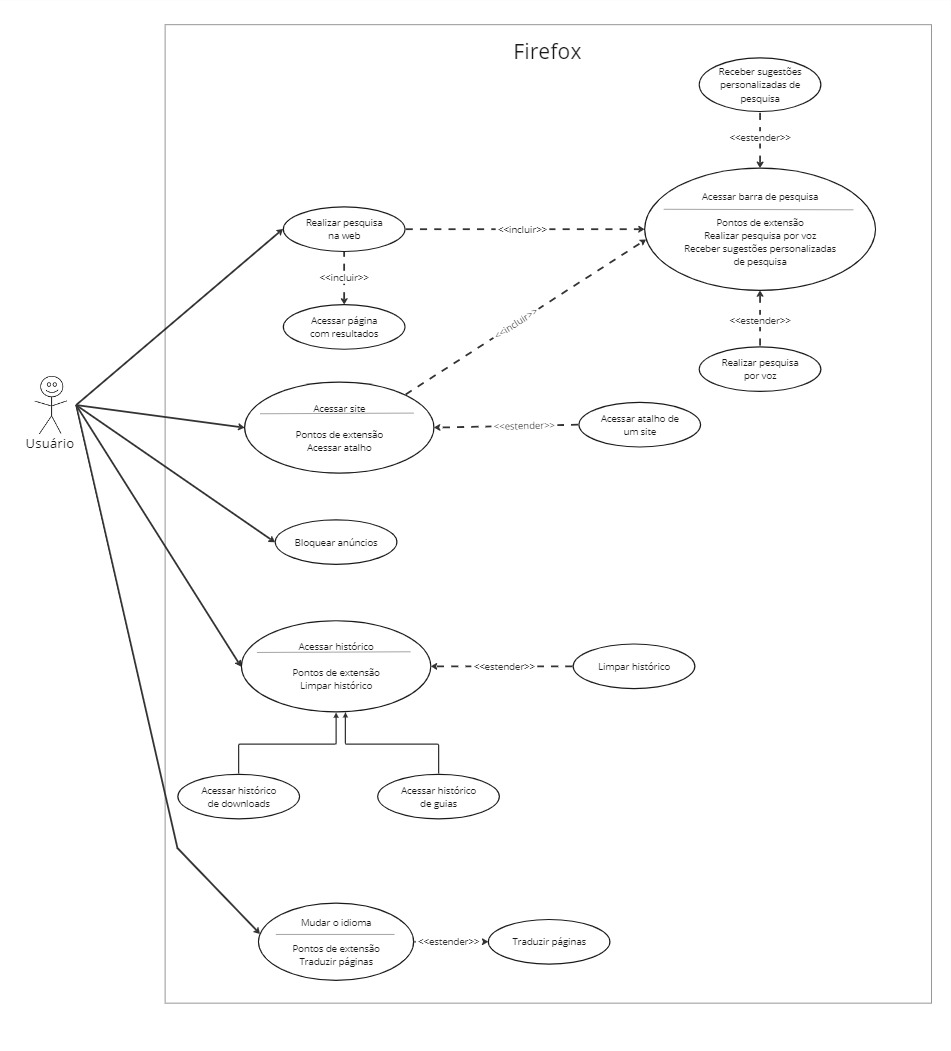 Firefox
Receber sugestões
personalizadas de
pesquisa
<<estender>>
Acessar barra de pesquisa
Pontos de extensão
Realizar pesquisa por voz
Receber sugestões personalizadas
de pesquisa
Realizar pesquisa
na web
<<incluir>>
<<incluir>>
Acessar página
com resultados
<<incluir>>
<<estender>>
Realizar pesquisa
por voz
Usuário
Acessar site
Pontos de extensão
Acessar atalho
<<estender>>
Acessar atalho de
um site
Bloquear anúncios
Acessar histórico
Pontos de extensão
Limpar histórico
<<estender>>
Limpar histórico
Acessar histórico
de downloads
Acessar histórico
de guias
Mudar o idioma
Pontos de extensão
Traduzir páginas
<<estender>>
Traduzir páginas